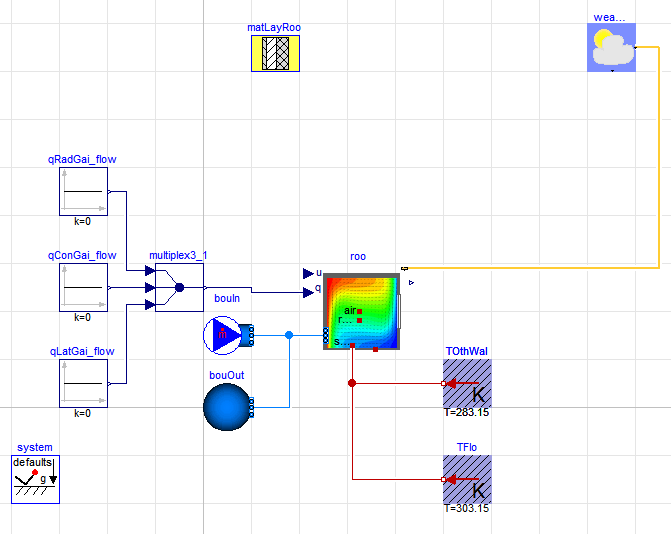 wea...
matLayRoo
qRadGai_flow
k=0
qConGai_flow
multiplex3_1
roo
u
q
k=0
bouIn
ṁ
air
r...
s...
qLatGai_flow
bouOut
TOthWal
K
k=0
T=283.15
system
TFlo
defaults
g
K
T=303.15